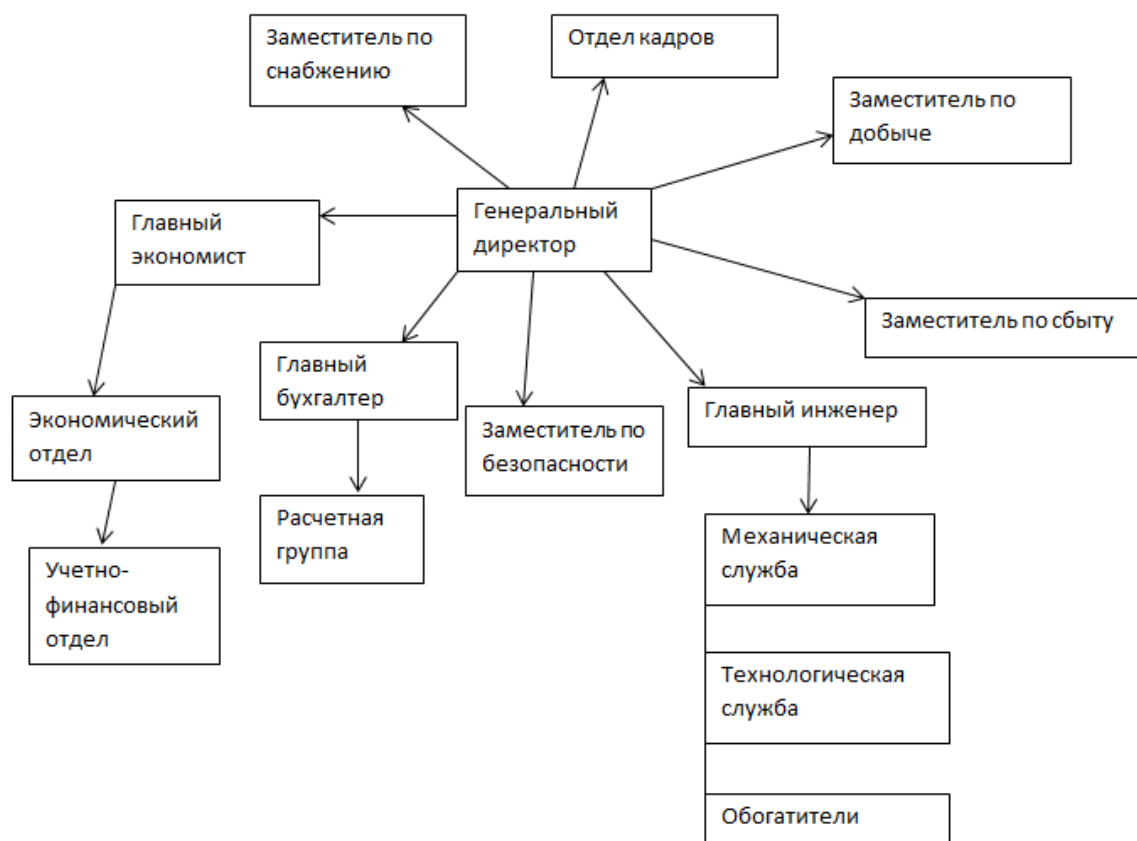 Заместитель по
снабжению
Отдел кадров
Заместитель по
добыче
Главный
экономист
Генеральный
директор
Заместитель по сбыту
Главный
бухгалтер
Экономический
отдел
Заместитель по
безопасности
Главный инженер
Расчетная
группа
Механическая
служба
Учетно-
финансовый
отдел
Технологическая
служба
Обогатители